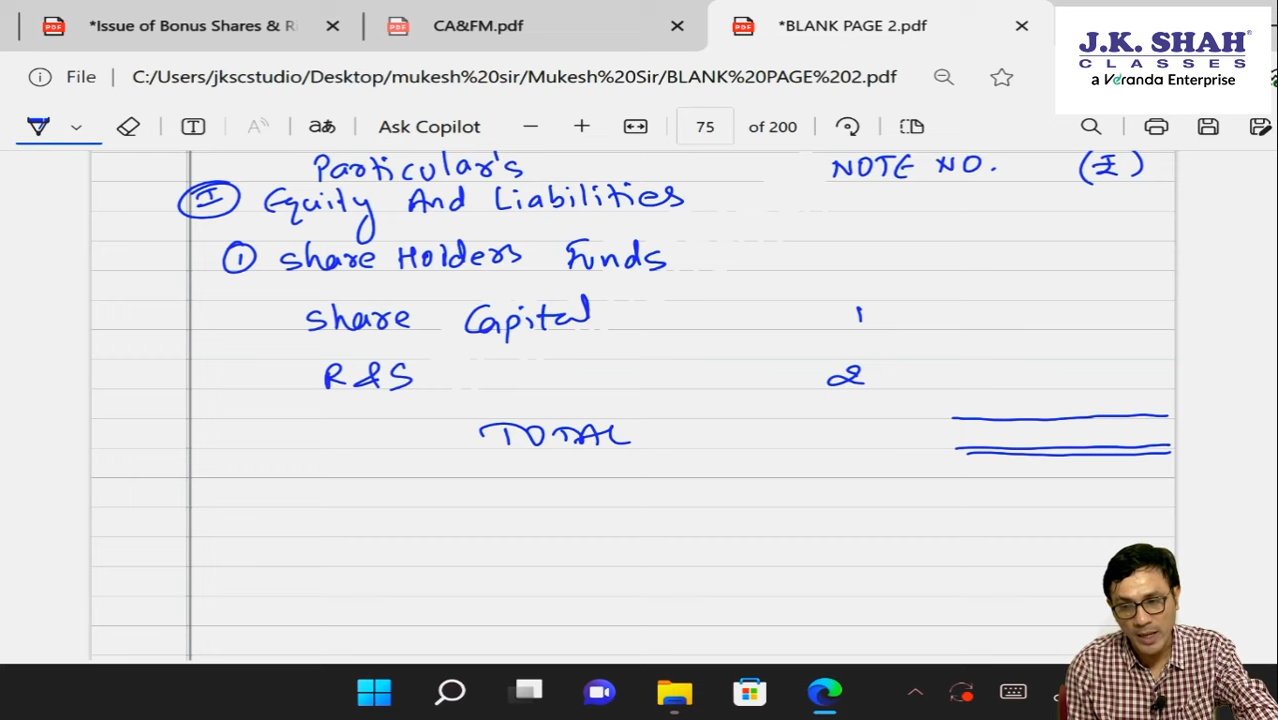 *Issue of Bonus Shares & Ri
CA&FM.pdf
*BLANK PAGE 2.pdf
J.K. SHAH®
CLASSES
a Veranda Enterprise
File
C:/Users/jkscstudio/Desktop/mukesh%20sir/Mukesh%20Sir/BLANK%20PAGE%202.pdf
Ask Copilot
75
of 200
Particular's NOTE NO. (₹)
I Equity And Liabilities
1 Share Holders Funds
Share Capital 1
R & S 2
TOTAL